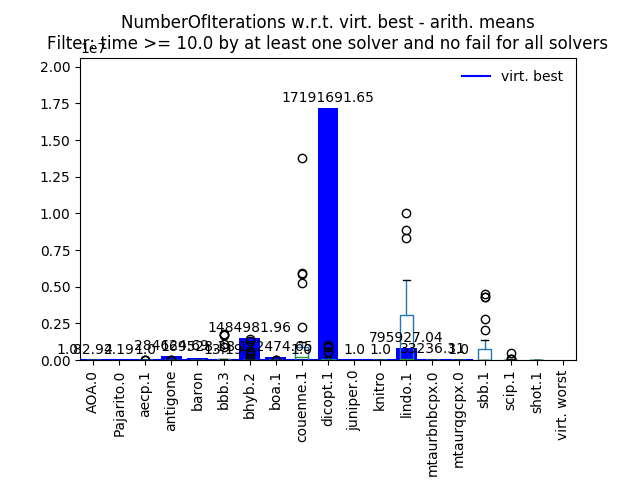 NumberOfIterations w.r.t. virt. best - arith. means
Filter: time >= 10.0 by at least one solver and no fail for all solvers
1e7
2.00
1.75
1.50
1.25
1.00
0.75
0.50
0.25
0.00
virt. best
17191691.65
1484981.96
795927.04
1.0
1.0
1.0
AOA.0
Pajarito.0
aecp.1
antigone
baron
bbb.3
bhyb.2
boa.1
couenne.1
dicopt.1
juniper.0
knitro
lindo.1
mtaurbnbcpx.0
mtaurqgcpx.0
sbb.1
scip.1
shot.1
virt. worst